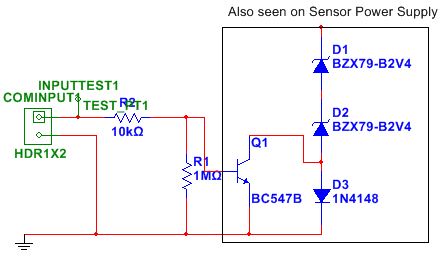 Also seen on Sensor Power Supply
D1
BZX79-B2V4
INPUTTEST1
COMINPUT1
TEST_PT1
R2
10kΩ
D2
BZX79-B2V4
HDR1X2
Q1
R1
1MΩ
D3
BC547B
1N4148